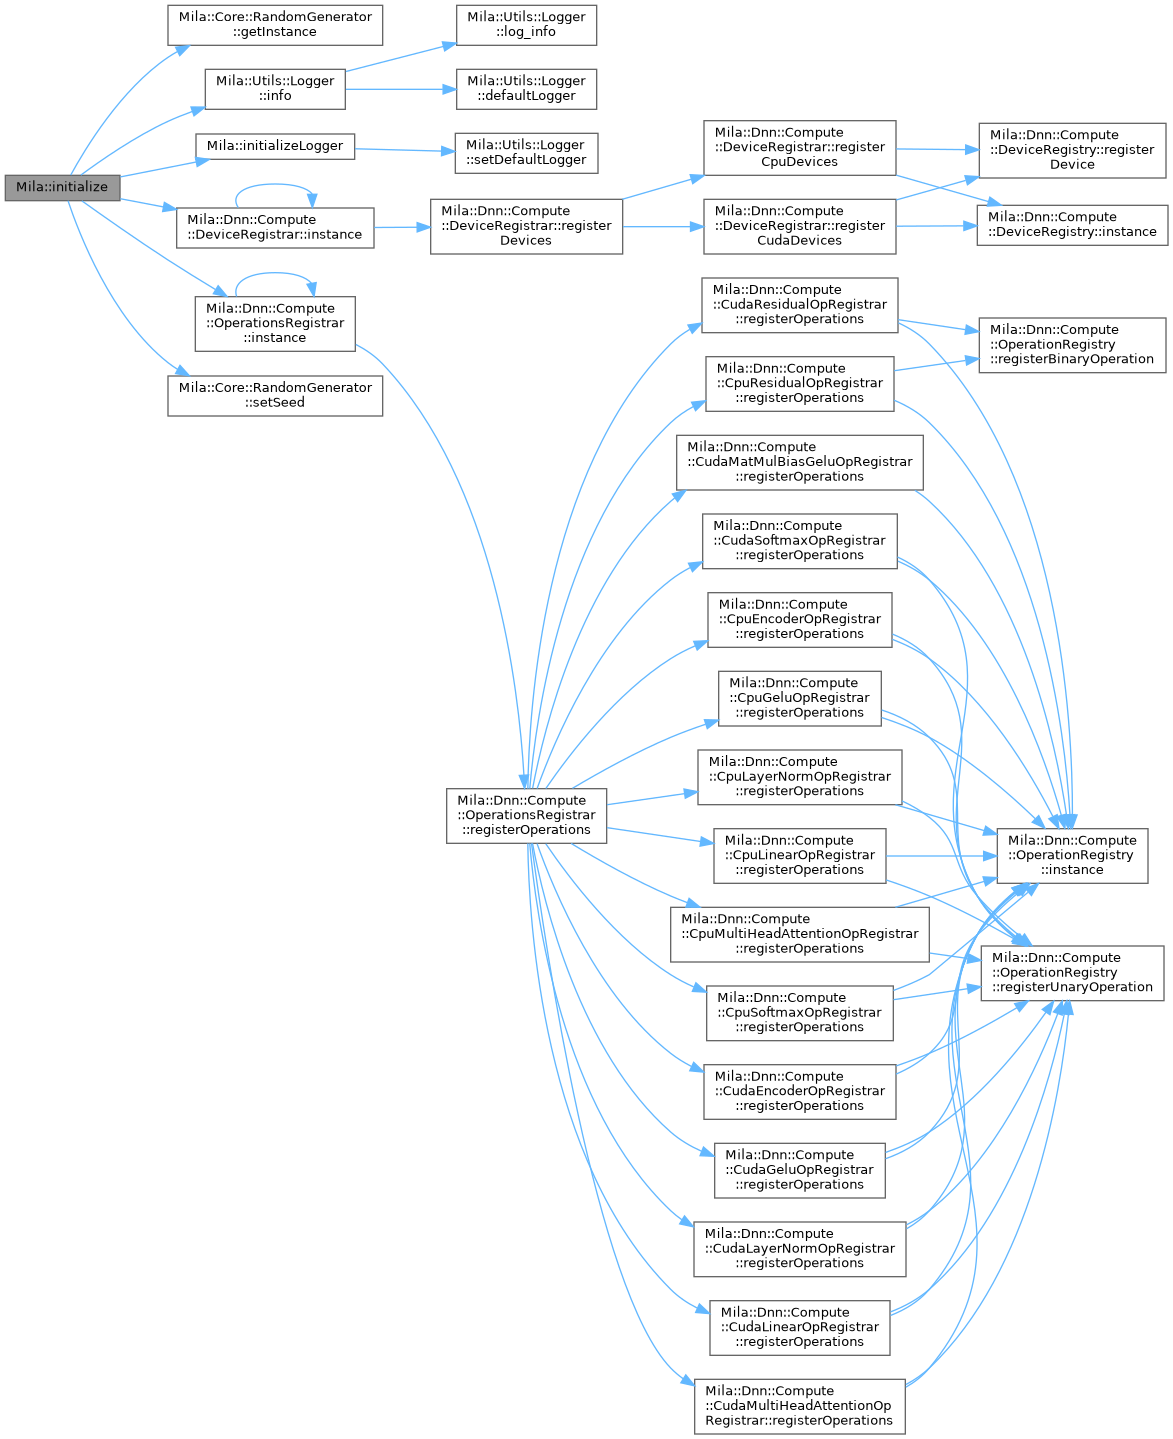 Mila::initialize
Mila::Core::RandomGenerator
::getInstance
Mila::Utils::Logger
::info
Mila::initializeLogger
Mila::Dnn::Compute
::DeviceRegistrar::instance
Mila::Dnn::Compute
::OperationsRegistrar
::instance
Mila::Core::RandomGenerator
::setSeed
Mila::Utils::Logger
::log_info
Mila::Utils::Logger
::defaultLogger
Mila::Utils::Logger
::setDefaultLogger
Mila::Dnn::Compute
::DeviceRegistrar::register
Devices
Mila::Dnn::Compute
::OperationsRegistrar
::registerOperations
Mila::Dnn::Compute
::DeviceRegistrar::register
CpuDevices
Mila::Dnn::Compute
::DeviceRegistrar::register
CudaDevices
Mila::Dnn::Compute
::CudaResidualOpRegistrar
::registerOperations
Mila::Dnn::Compute
::CpuResidualOpRegistrar
::registerOperations
Mila::Dnn::Compute
::CudaMatMulBiasGeluOpRegistrar
::registerOperations
Mila::Dnn::Compute
::CudaSoftmaxOpRegistrar
::registerOperations
Mila::Dnn::Compute
::CpuEncoderOpRegistrar
::registerOperations
Mila::Dnn::Compute
::CpuGeluOpRegistrar
::registerOperations
Mila::Dnn::Compute
::CpuLayerNormOpRegistrar
::registerOperations
Mila::Dnn::Compute
::CpuLinearOpRegistrar
::registerOperations
Mila::Dnn::Compute
::CpuMultiHeadAttentionOpRegistrar
::registerOperations
Mila::Dnn::Compute
::CpuSoftmaxOpRegistrar
::registerOperations
Mila::Dnn::Compute
::CudaEncoderOpRegistrar
::registerOperations
Mila::Dnn::Compute
::CudaGeluOpRegistrar
::registerOperations
Mila::Dnn::Compute
::CudaLayerNormOpRegistrar
::registerOperations
Mila::Dnn::Compute
::CudaLinearOpRegistrar
::registerOperations
Mila::Dnn::Compute
::CudaMultiHeadAttentionOp
Registrar::registerOperations
Mila::Dnn::Compute
::DeviceRegistry::register
Device
Mila::Dnn::Compute
::DeviceRegistry::instance
Mila::Dnn::Compute
::OperationRegistry
::registerBinaryOperation
Mila::Dnn::Compute
::OperationRegistry
::instance
Mila::Dnn::Compute
::OperationRegistry
::registerUnaryOperation